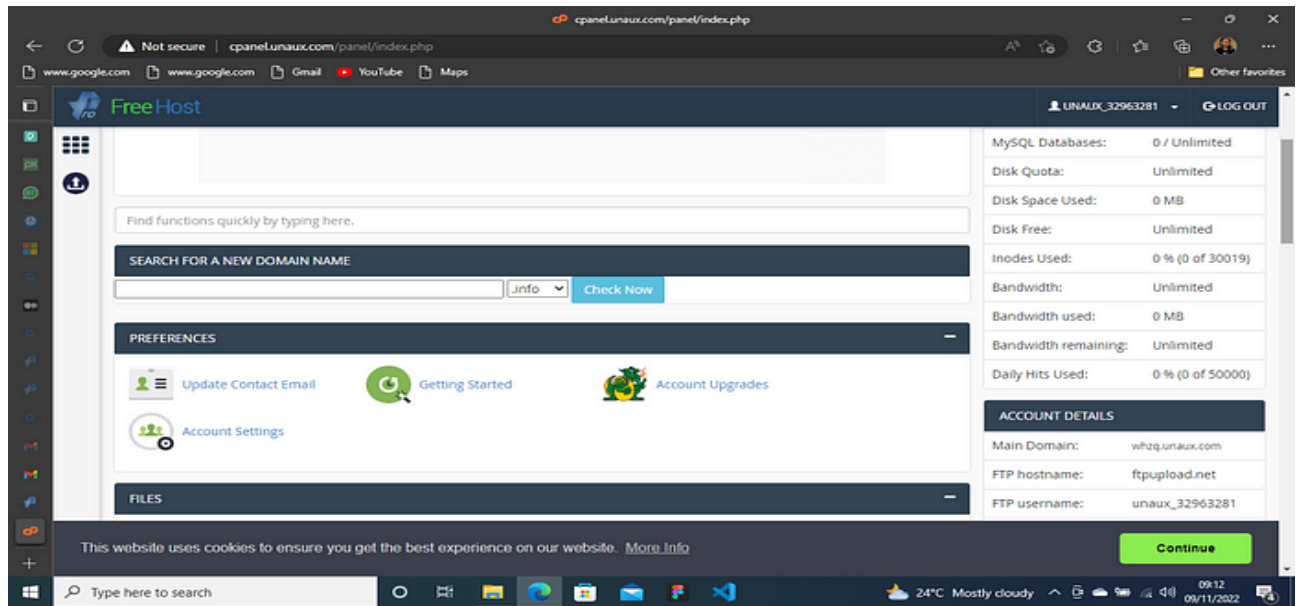 cP cpanel.unaux.com/panel/index.php
Not secure | cpanel.unaux.com/panel/index.php
www.google.com www.google.com Gmail YouTube Maps Other favorites
FreeHost UNAUX_32963281 LOG OUT
MySQL Databases: 0 / Unlimited
Disk Quota: Unlimited
Disk Space Used: 0 MB
Disk Free: Unlimited
Inodes Used: 0 % (0 of 30019)
Bandwidth: Unlimited
Bandwidth used: 0 MB
Bandwidth remaining: Unlimited
Daily Hits Used: 0 % (0 of 50000)
Find functions quickly by typing here.
SEARCH FOR A NEW DOMAIN NAME
.info Check Now
PREFERENCES
Update Contact Email Getting Started Account Upgrades
Account Settings
FILES
ACCOUNT DETAILS
Main Domain: whzq.unaux.com
FTP hostname: ftpupload.net
FTP username: unaux_32963281
This website uses cookies to ensure you get the best experience on our website. More Info
Continue
Type here to search 24°C Mostly cloudy 09:12
09/11/2022